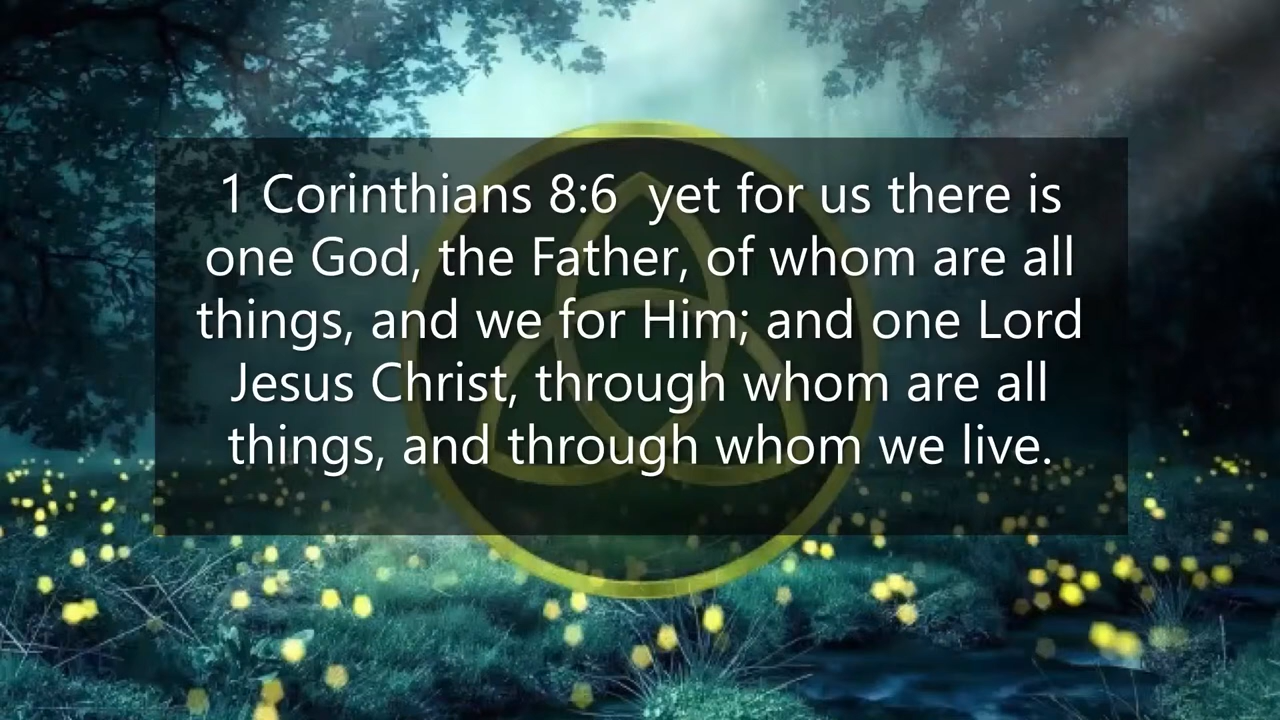 1 Corinthians 8:6  yet for us there is
one God, the Father, of whom are all
things, and we for Him; and one Lord
Jesus Christ, through whom are all
things, and through whom we live.